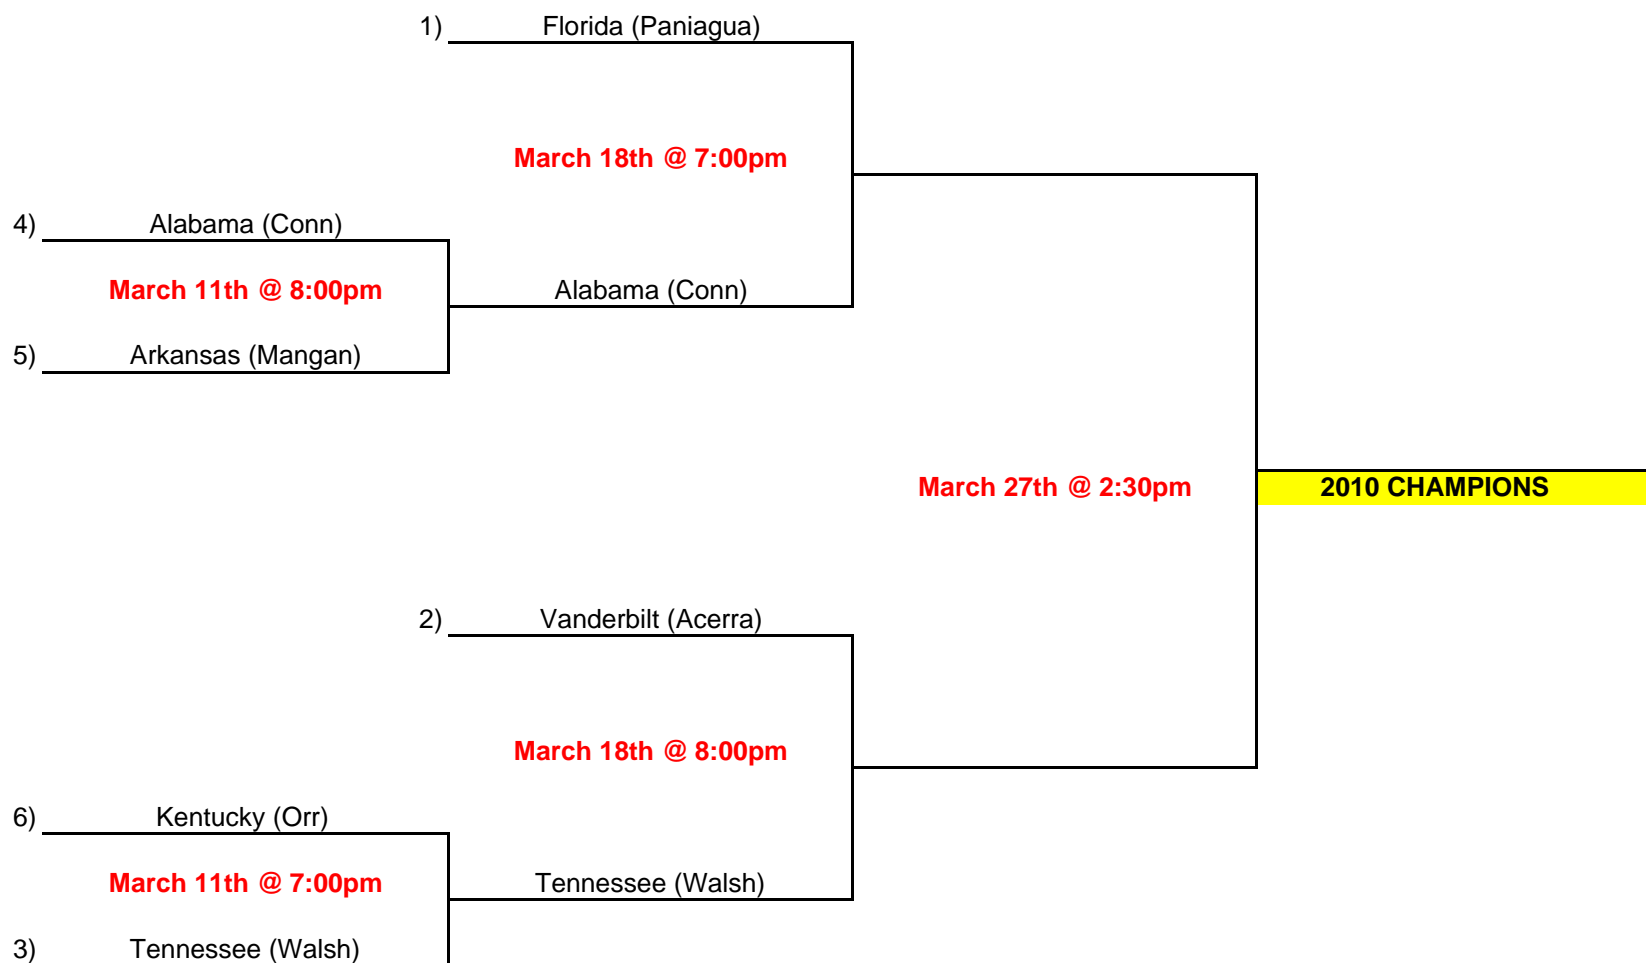 1) Florida (Paniagua)
March 18th @ 7:00pm
4) Alabama (Conn)
March 11th @ 8:00pm
Alabama (Conn)
5) Arkansas (Mangan)
March 27th @ 2:30pm
2010 CHAMPIONS
2) Vanderbilt (Acerra)
March 18th @ 8:00pm
6) Kentucky (Orr)
March 11th @ 7:00pm
Tennessee (Walsh)
3) Tennessee (Walsh)